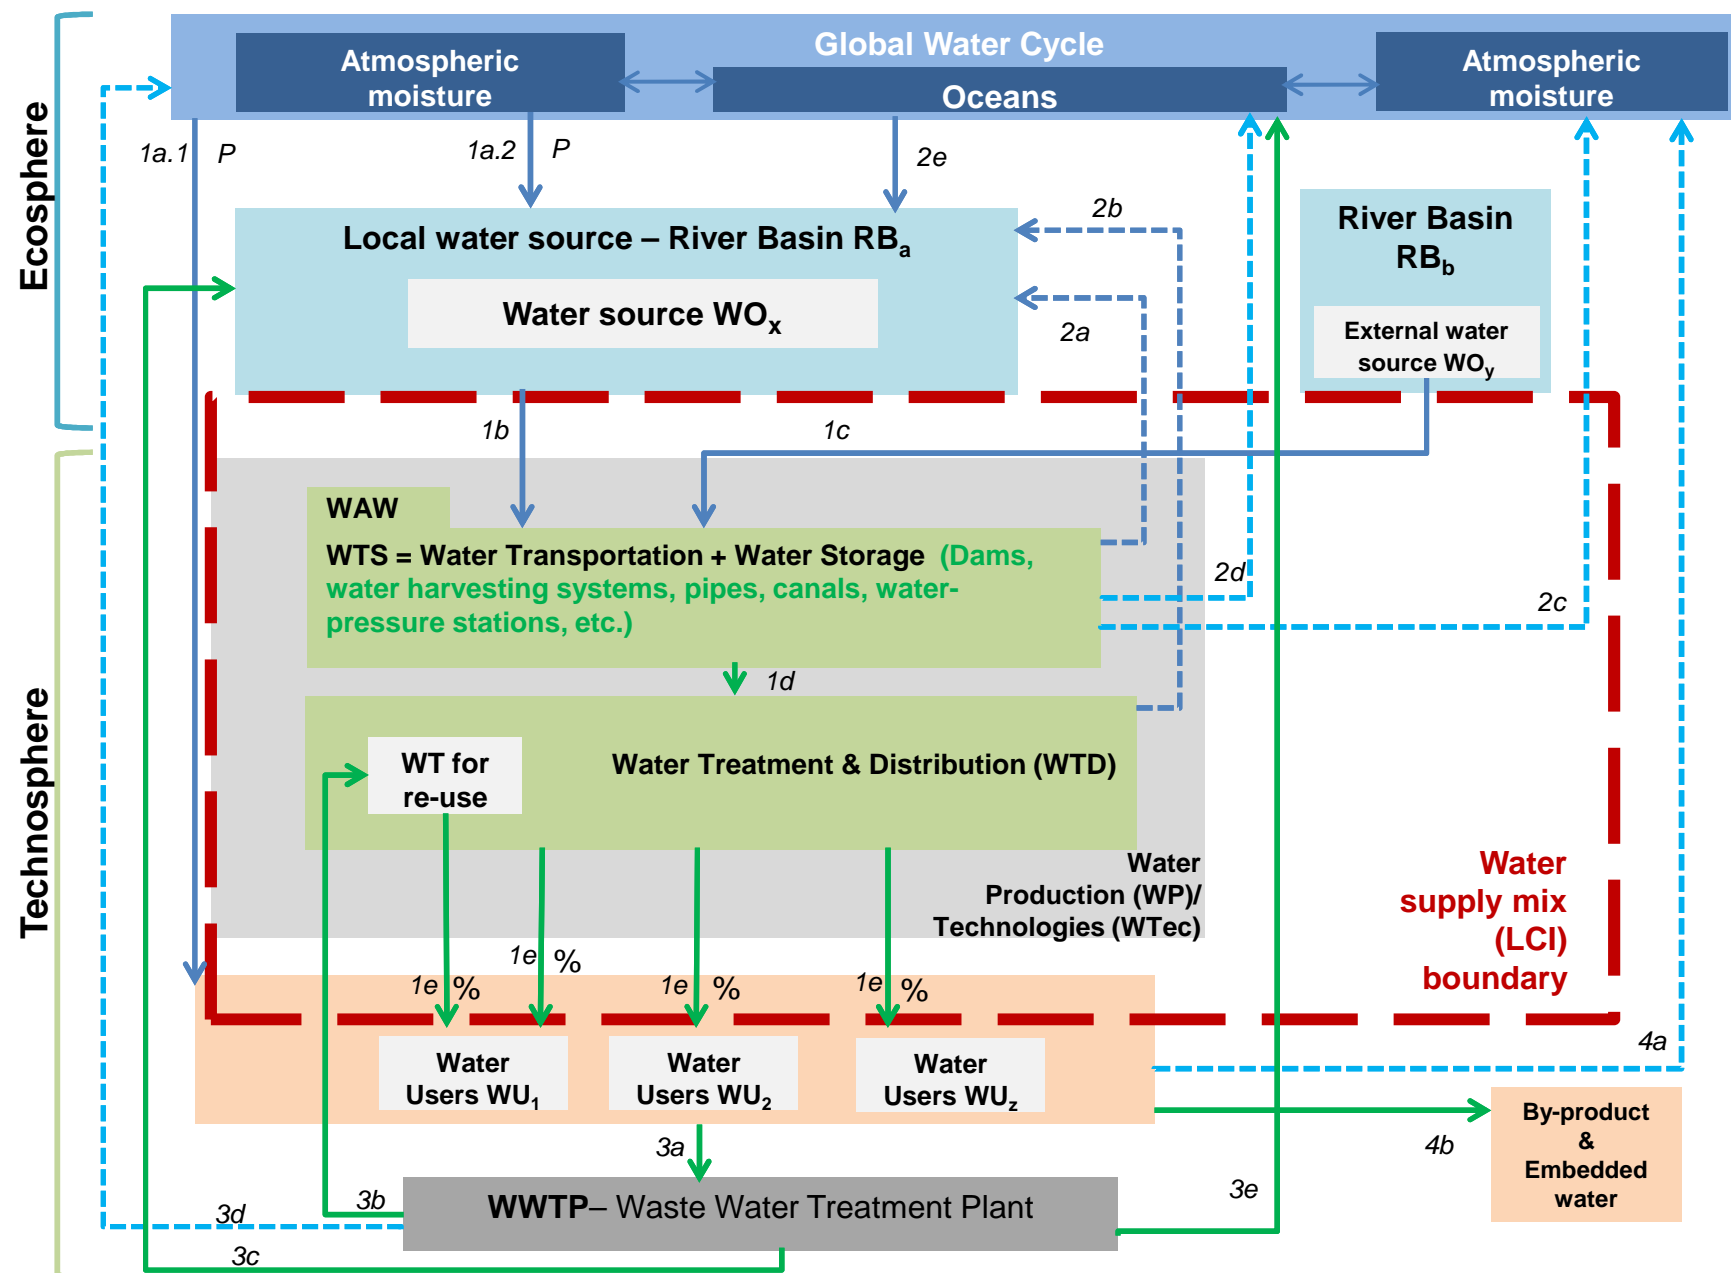 Global Water Cycle
Atmospheric
moisture
Oceans
Atmospheric
moisture
Ecosphere
1a.1
P
1a.2
P
2e
2b
Local water source – River Basin RBa
Water source WOx
2a
River Basin
RBb
External water
source WOy
1b
1c
WAW
WTS = Water Transportation + Water Storage (Dams,
water harvesting systems, pipes, canals, water-
pressure stations, etc.)
2d
2c
1d
Technosphere
WT for
re-use
Water Treatment & Distribution (WTD)
Water
Production (WP)/
Technologies (WTec)
Water
supply mix
(LCI)
boundary
1e %
1e %
1e %
1e %
Water
Users WU1
Water
Users WU2
Water
Users WUz
4a
3a
4b
By-product
&
Embedded
water
WWTP– Waste Water Treatment Plant
3b
3d
3c
3e